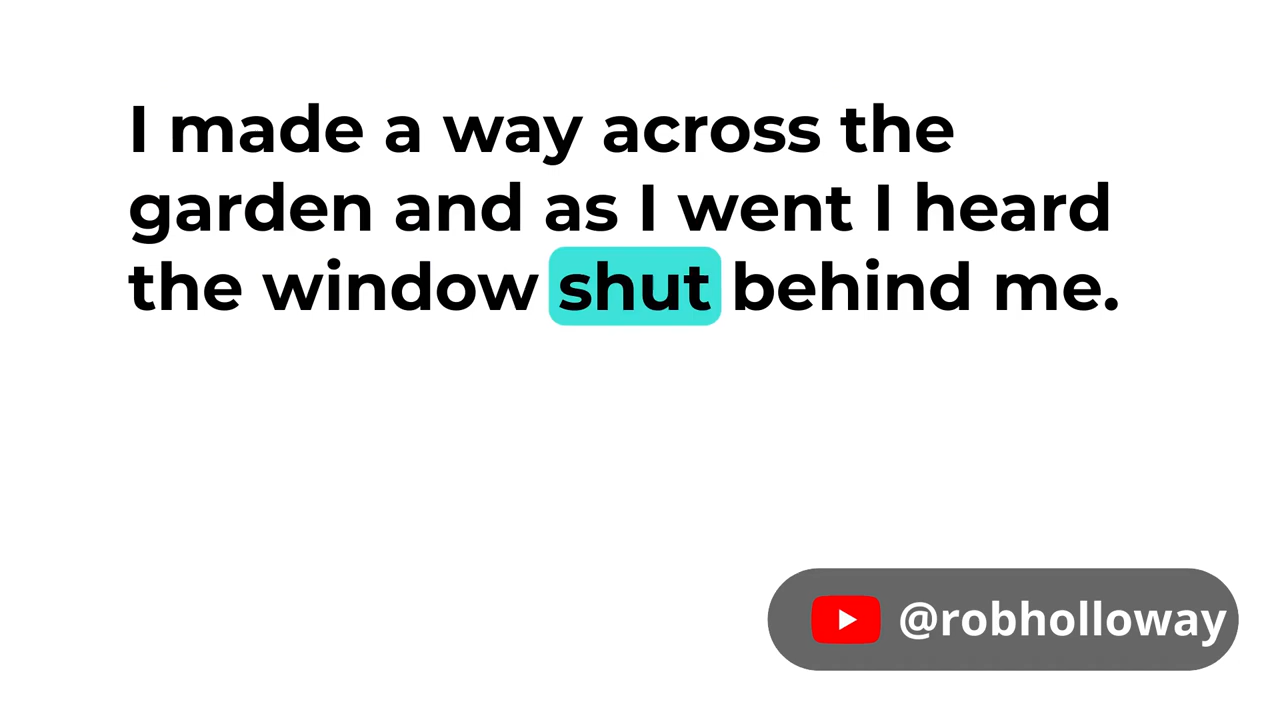 I made a way across the
garden and as I went I heard
the window shut behind me.
@robholloway